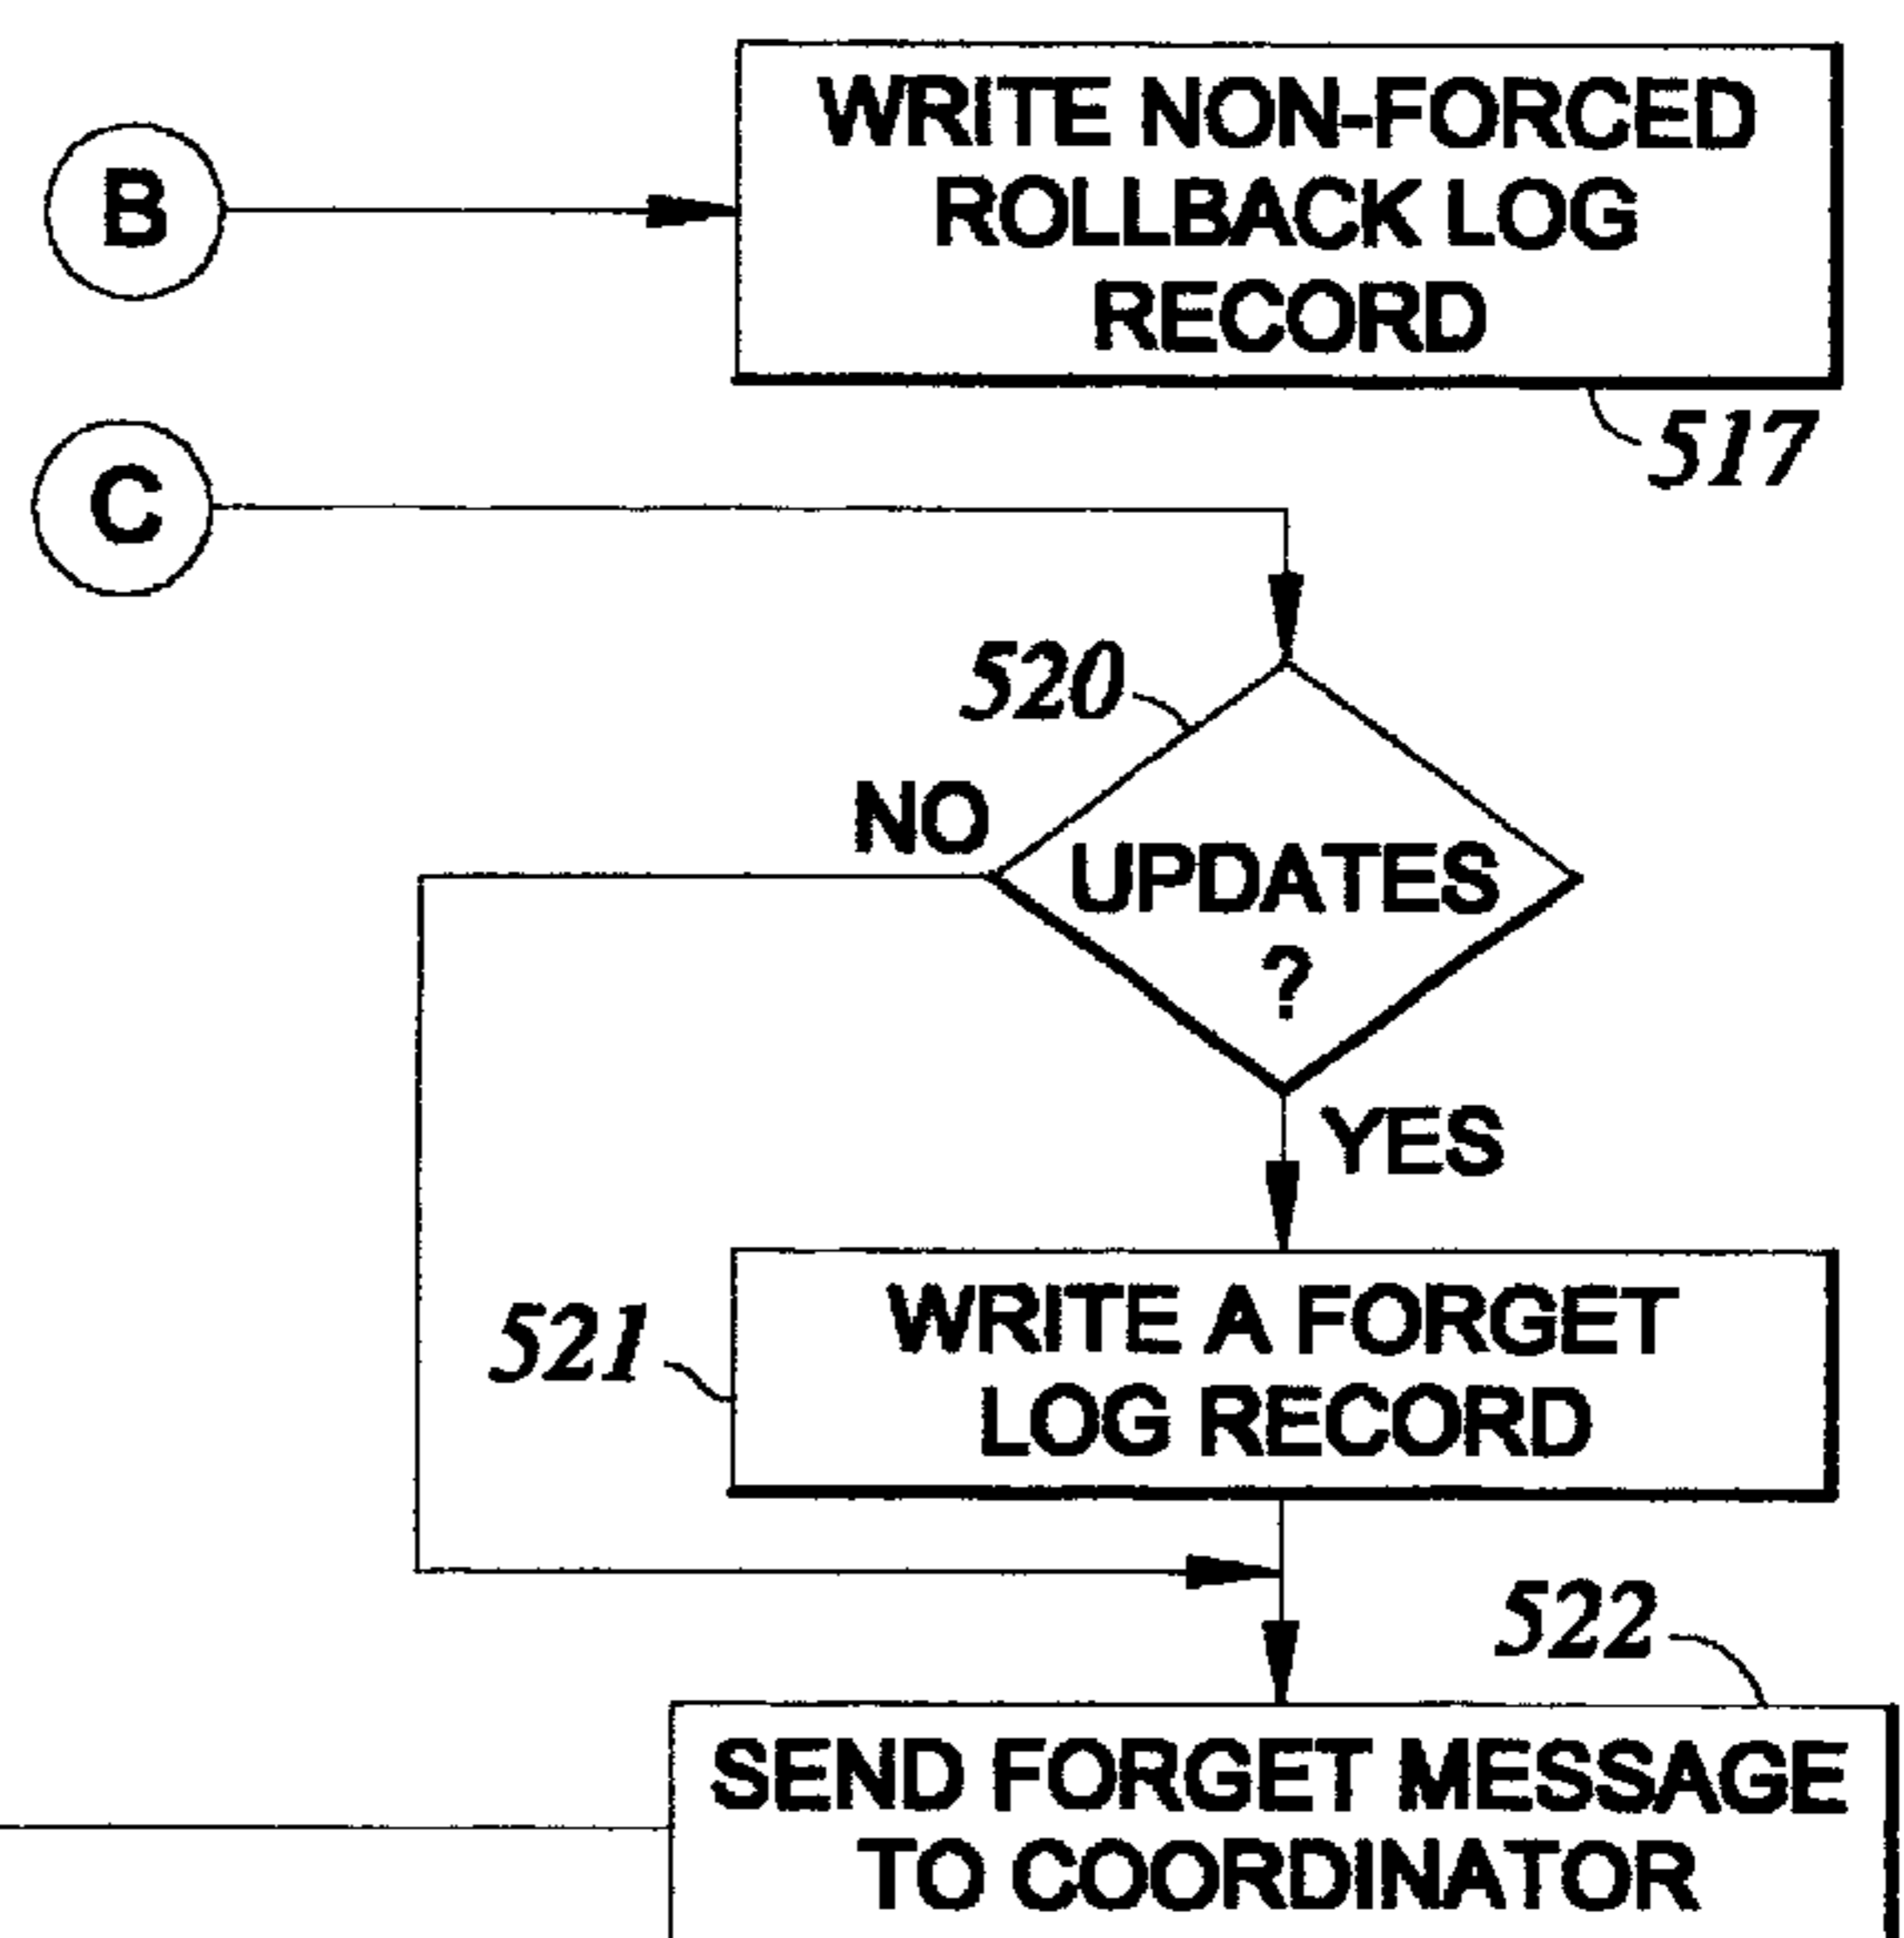 B
WRITE NON-FORCED
ROLLBACK LOG
RECORD
517
C
520
NO
UPDATES
?
YES
521
WRITE A FORGET
LOG RECORD
522
SEND FORGET MESSAGE
TO COORDINATOR